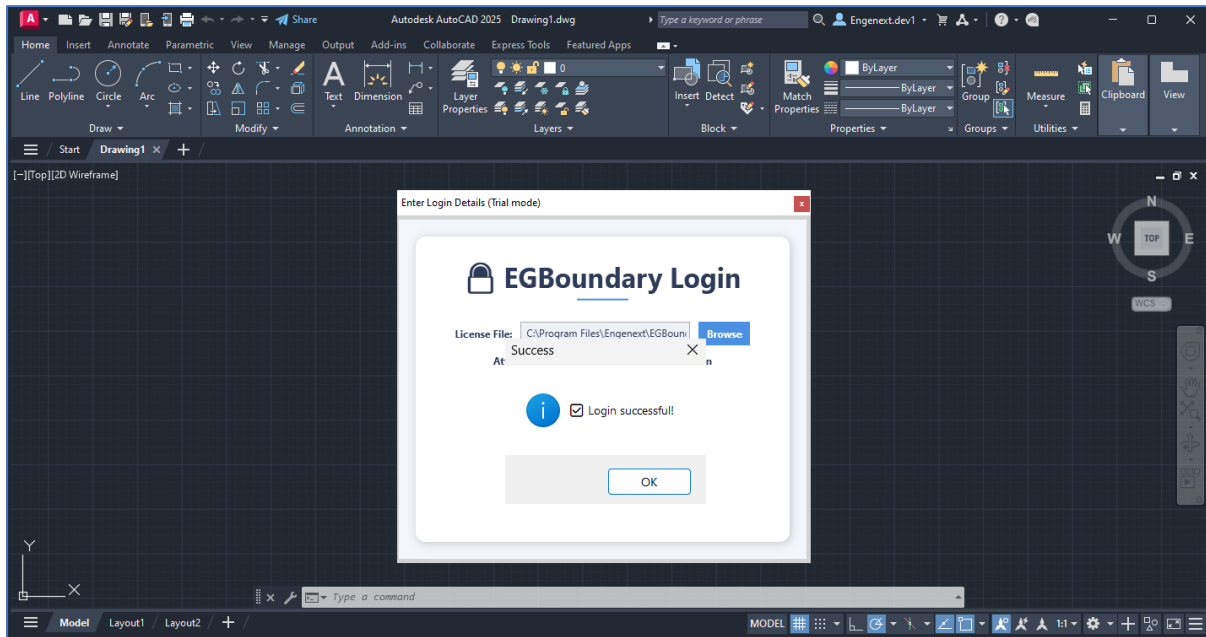 Share
Autodesk AutoCAD 2025 Drawing1.dwg
Type a keyword or phrase
Engenext.dev1
Home Insert Annotate Parametric View Manage Output Add-ins Collaborate Express Tools Featured Apps
Line Polyline Circle Arc
Text Dimension
Layer Properties
0
Insert Detect
Match Properties
ByLayer
ByLayer
ByLayer
Group
Measure
Clipboard
View
Draw Modify Annotation Layers Block Properties Groups Utilities
Start Drawing1
[−][Top][2D Wireframe]
N
W TOP E
S
WCS
Enter Login Details (Trial mode)
EGBoundary Login
License File: C:\Program Files\Engenext\EGBoun Browse
Success
At
n
Login successful!
OK
Y
X
Type a command
Model Layout1 Layout2
MODEL
1:1